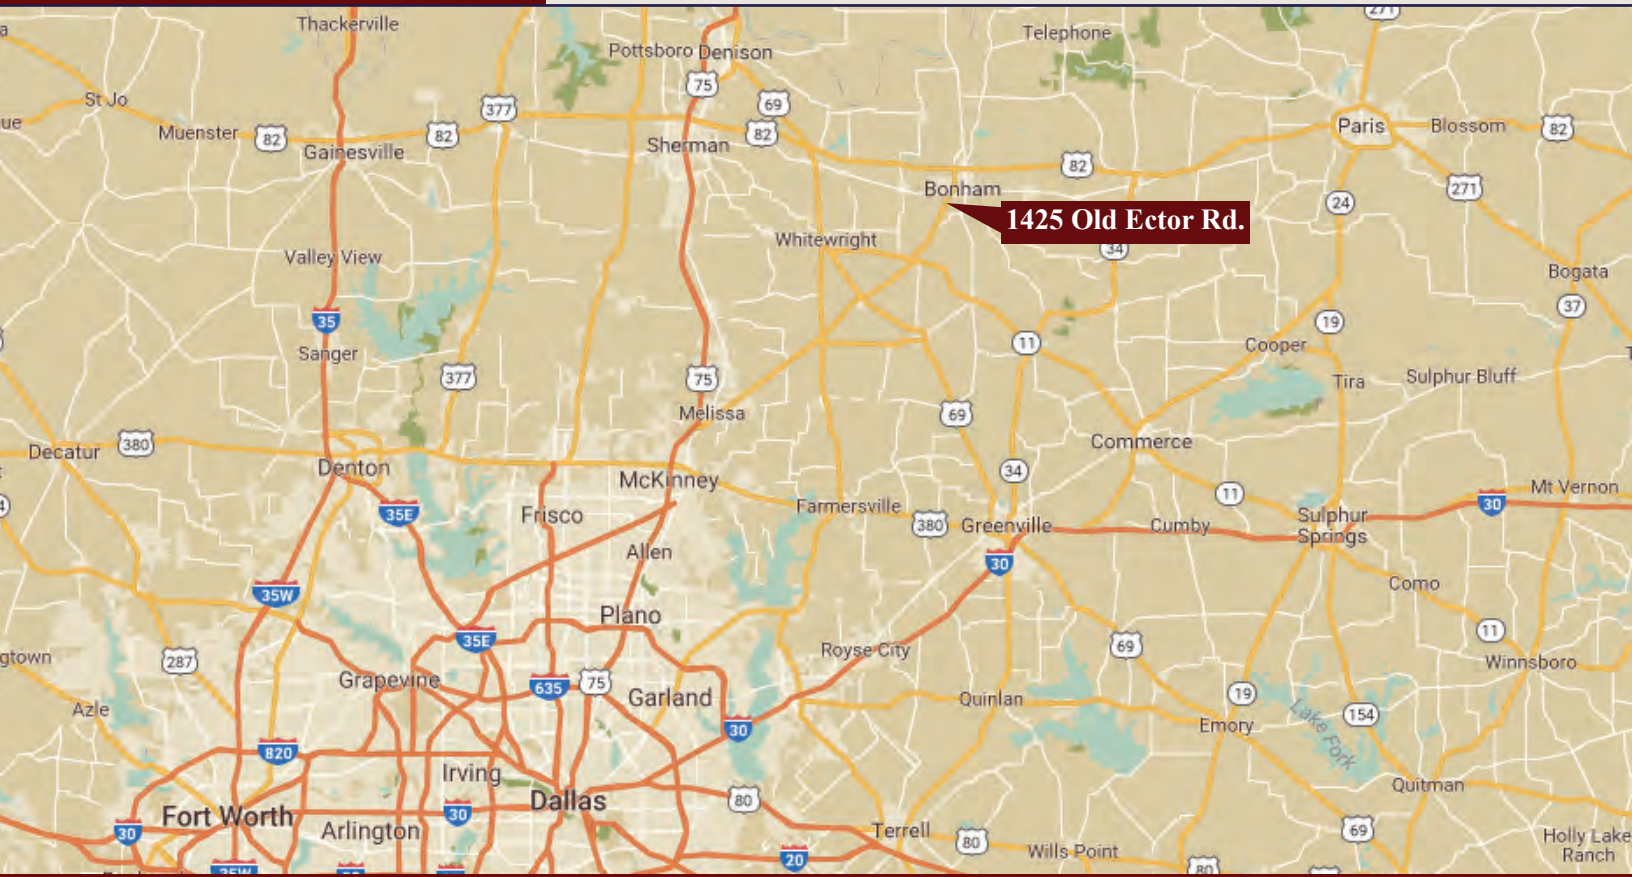 Thackerville
271
Telephone
Pottsboro
Denison
75
St Jo
377
69
Muenster
82
Gainesville
82
82
Sherman
Paris
Blossom
82
82
Bonham
271
24
1425 Old Ector Rd.
Whitewright
34
Valley View
Bogata
37
35
19
11
Cooper
Sanger
377
75
Tira
Sulphur Bluff
Melissa
69
Commerce
Decatur
380
Denton
34
McKinney
11
Mt Vernon
30
35E
Frisco
Farmersville
380
Greenville
Cumby
Sulphur
Springs
Allen
30
Como
35W
Plano
35E
11
69
Royse City
gtown
287
Winnsboro
Grapevine
635
75
Garland
19
Quinlan
Azle
30
Lake Fork
154
Emory
820
Irving
Quitman
Dallas
80
Fort Worth
30
Arlington
30
Terrell
80
69
Holly Lake
Ranch
Wills Point
20
35W
80